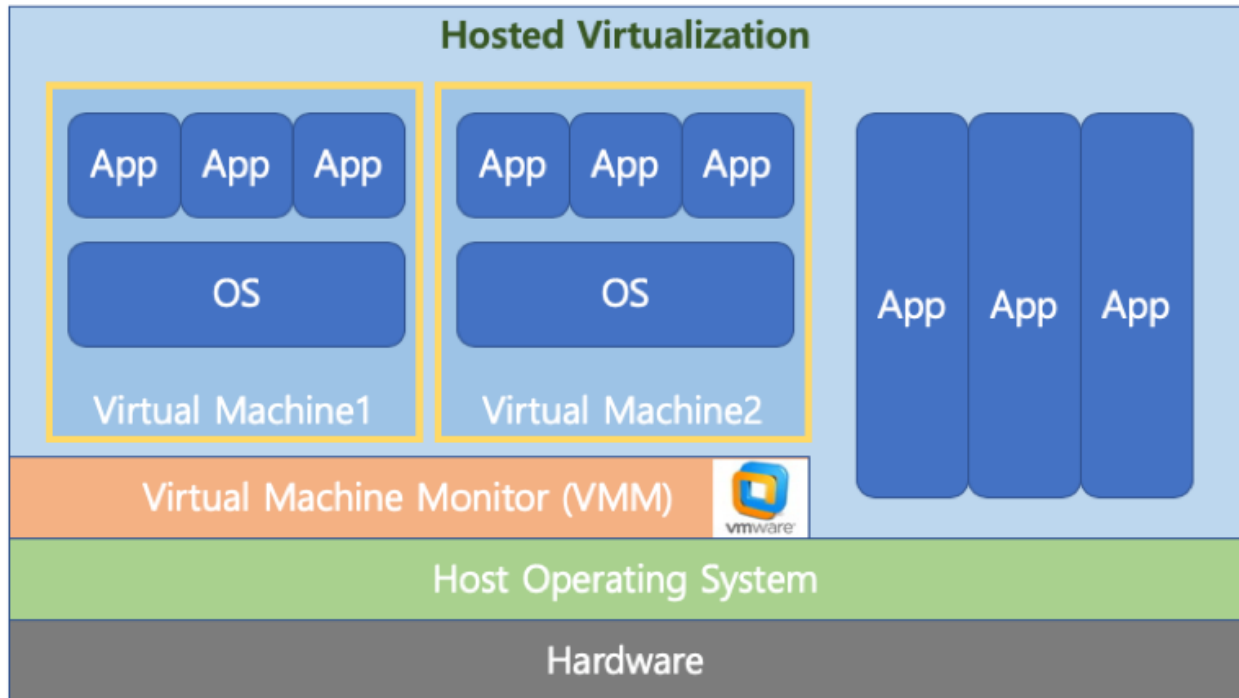 Hosted Virtualization
App App App
OS
Virtual Machine1
App App App
OS
Virtual Machine2
App App App
Virtual Machine Monitor (VMM)
vmware
Host Operating System
Hardware